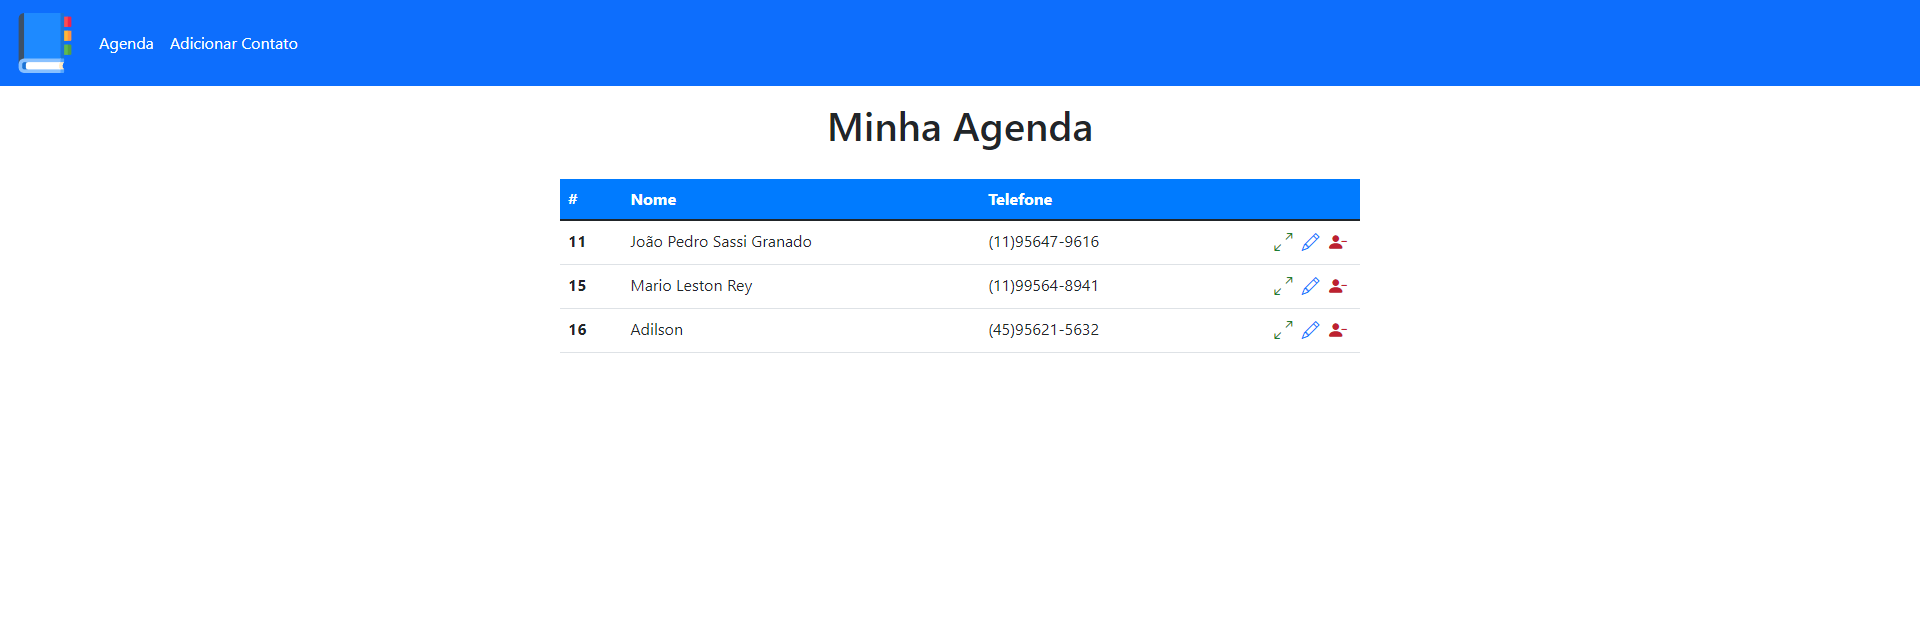 Agenda Adicionar Contato
Minha Agenda
# Nome Telefone
11 João Pedro Sassi Granado (11)95647-9616
15 Mario Leston Rey (11)99564-8941
16 Adilson (45)95621-5632